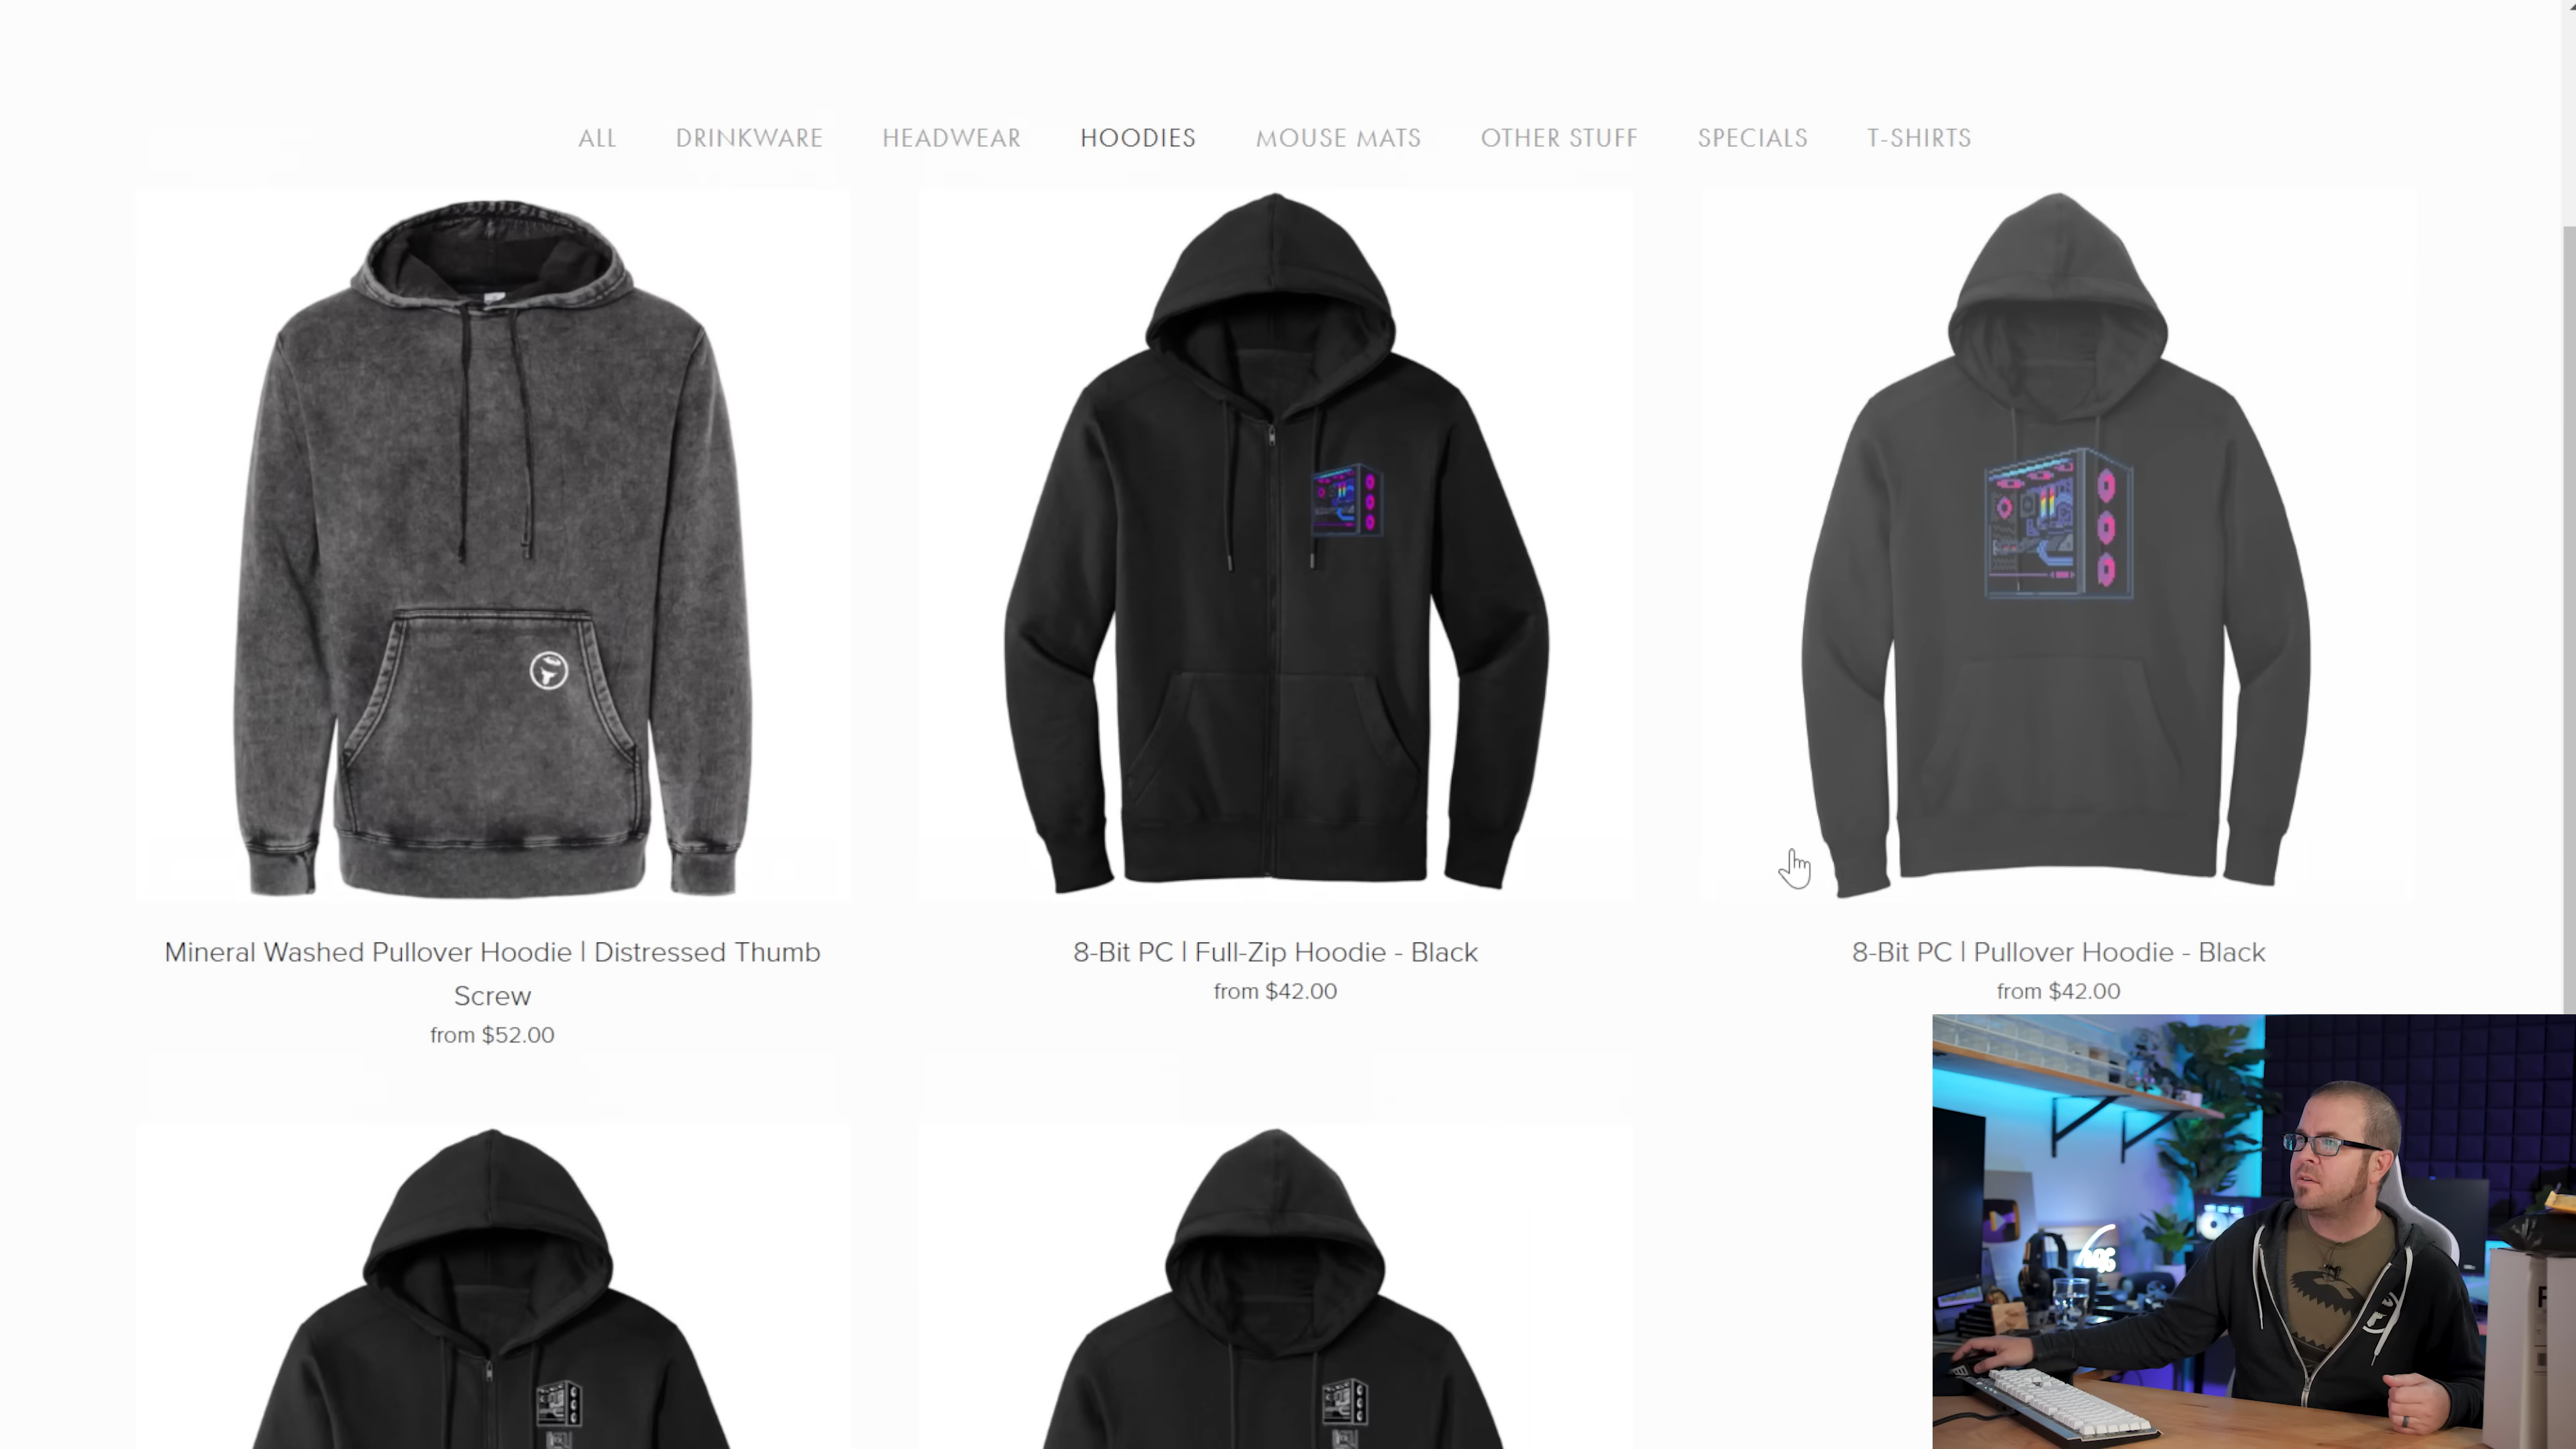 ALL DRINKWARE HEADWEAR HOODIES MOUSE MATS OTHER STUFF SPECIALS T-SHIRTS
Mineral Washed Pullover Hoodie | Distressed Thumb
Screw
from $52.00
8-Bit PC | Full-Zip Hoodie - Black
from $42.00
8-Bit PC | Pullover Hoodie - Black
from $42.00